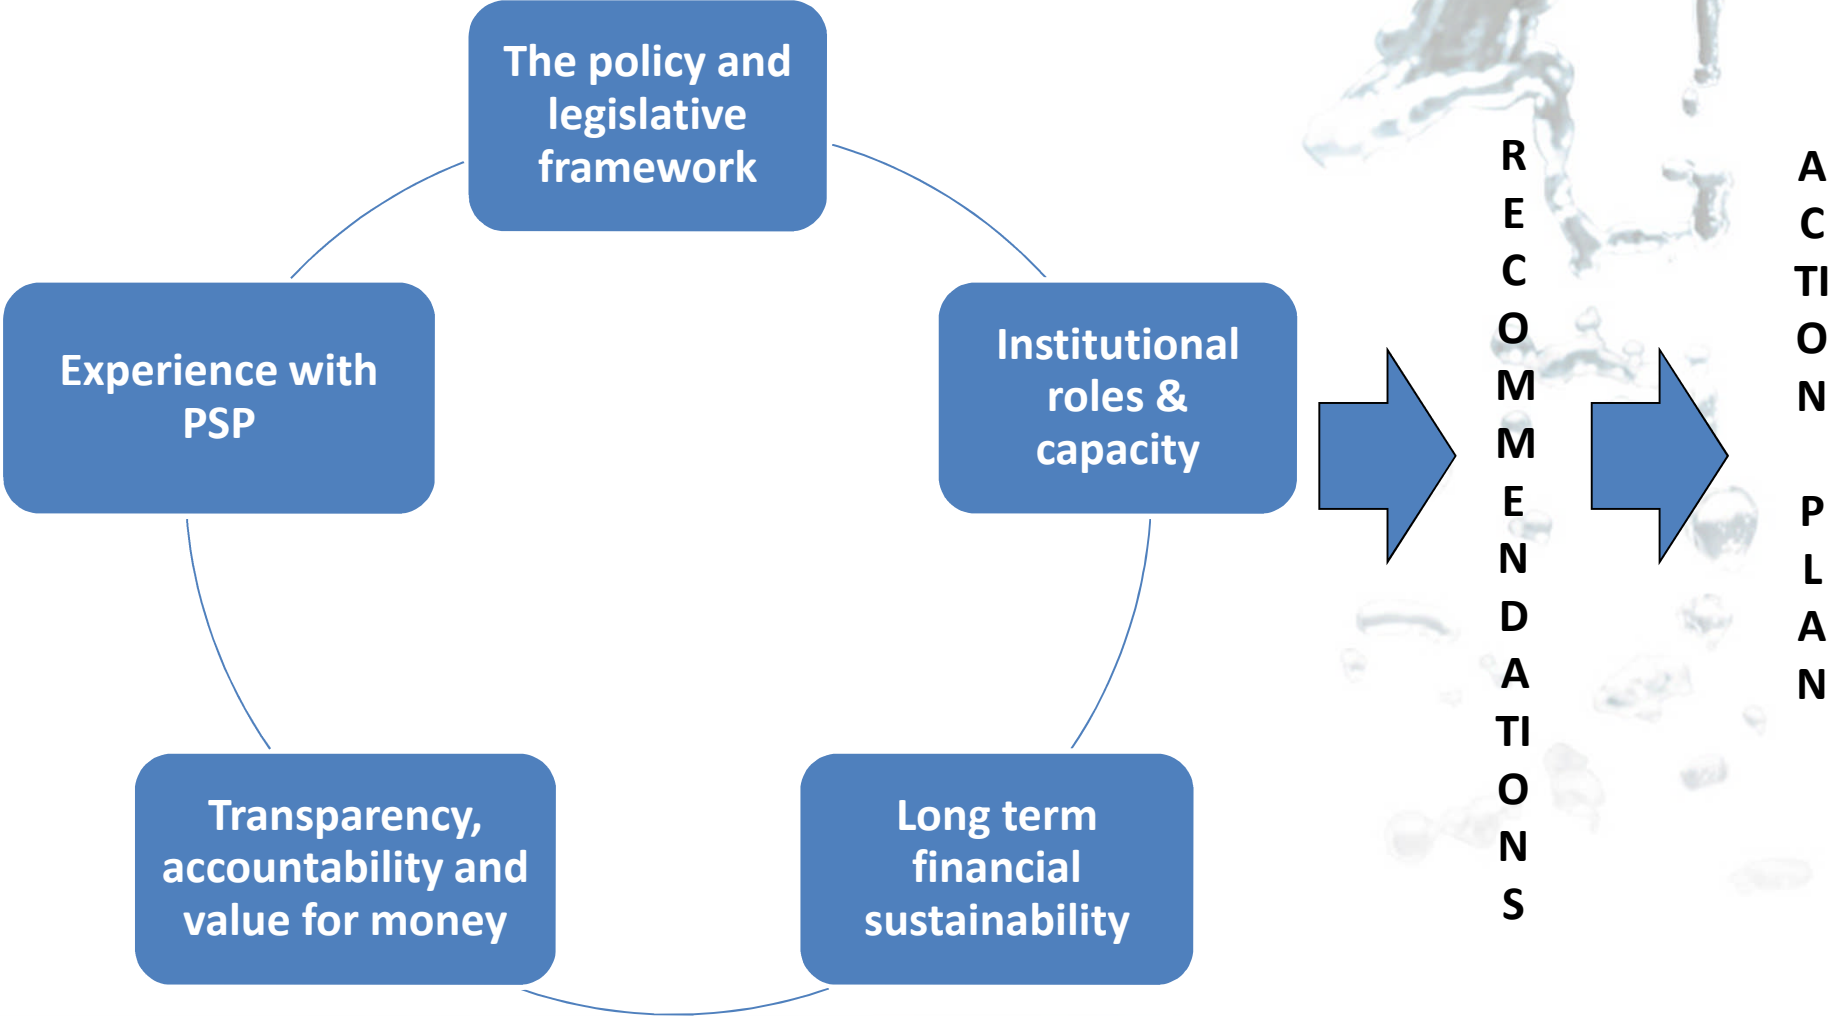 The policy and
legislative
framework
Experience with
PSP
Institutional
roles &
capacity
Transparency,
accountability and
value for money
Long term
financial
sustainability
R
E
C
O
M
M
E
N
D
A
TI
O
N
S
A
C
TI
O
N
P
L
A
N